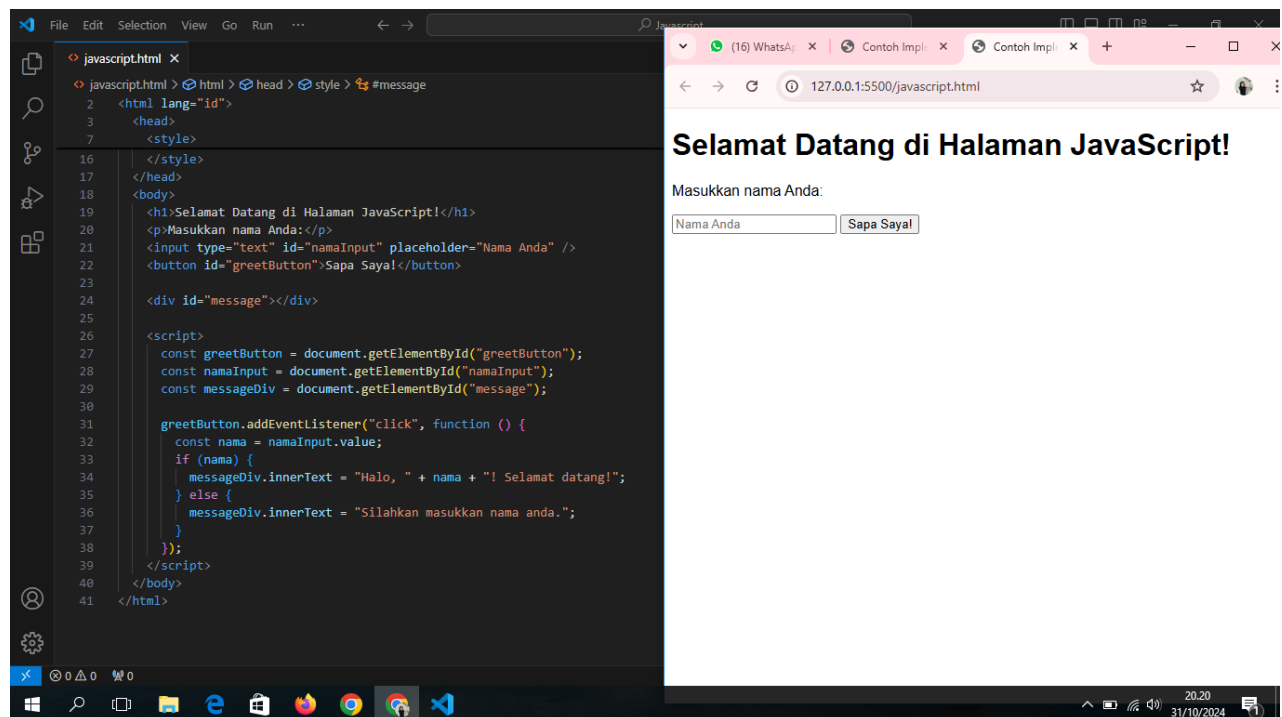 File Edit Selection View Go Run ··· Javascript
javascript.html
javascript.html > html > head > style > #message
2 <html lang="id">
3 <head>
7 <style>
16 </style>
17 </head>
18 <body>
19 <h1>Selamat Datang di Halaman JavaScript!</h1>
20 <p>Masukkan nama Anda:</p>
21 <input type="text" id="namaInput" placeholder="Nama Anda" />
22 <button id="greetButton">Sapa Saya!</button>
23
24 <div id="message"></div>
25
26 <script>
27 const greetButton = document.getElementById("greetButton");
28 const namaInput = document.getElementById("namaInput");
29 const messageDiv = document.getElementById("message");
30
31 greetButton.addEventListener("click", function () {
32 const nama = namaInput.value;
33 if (nama) {
34 messageDiv.innerText = "Halo, " + nama + "! Selamat datang!";
35 } else {
36 messageDiv.innerText = "Silahkan masukkan nama anda.";
37 }
38 });
39 </script>
40 </body>
41 </html>
0 0 0
(16) WhatsAp Contoh Imple Contoh Imple
127.0.0.1:5500/javascript.html
Selamat Datang di Halaman JavaScript!
Masukkan nama Anda:
Nama Anda Sapa Saya!
20.20
31/10/2024
1